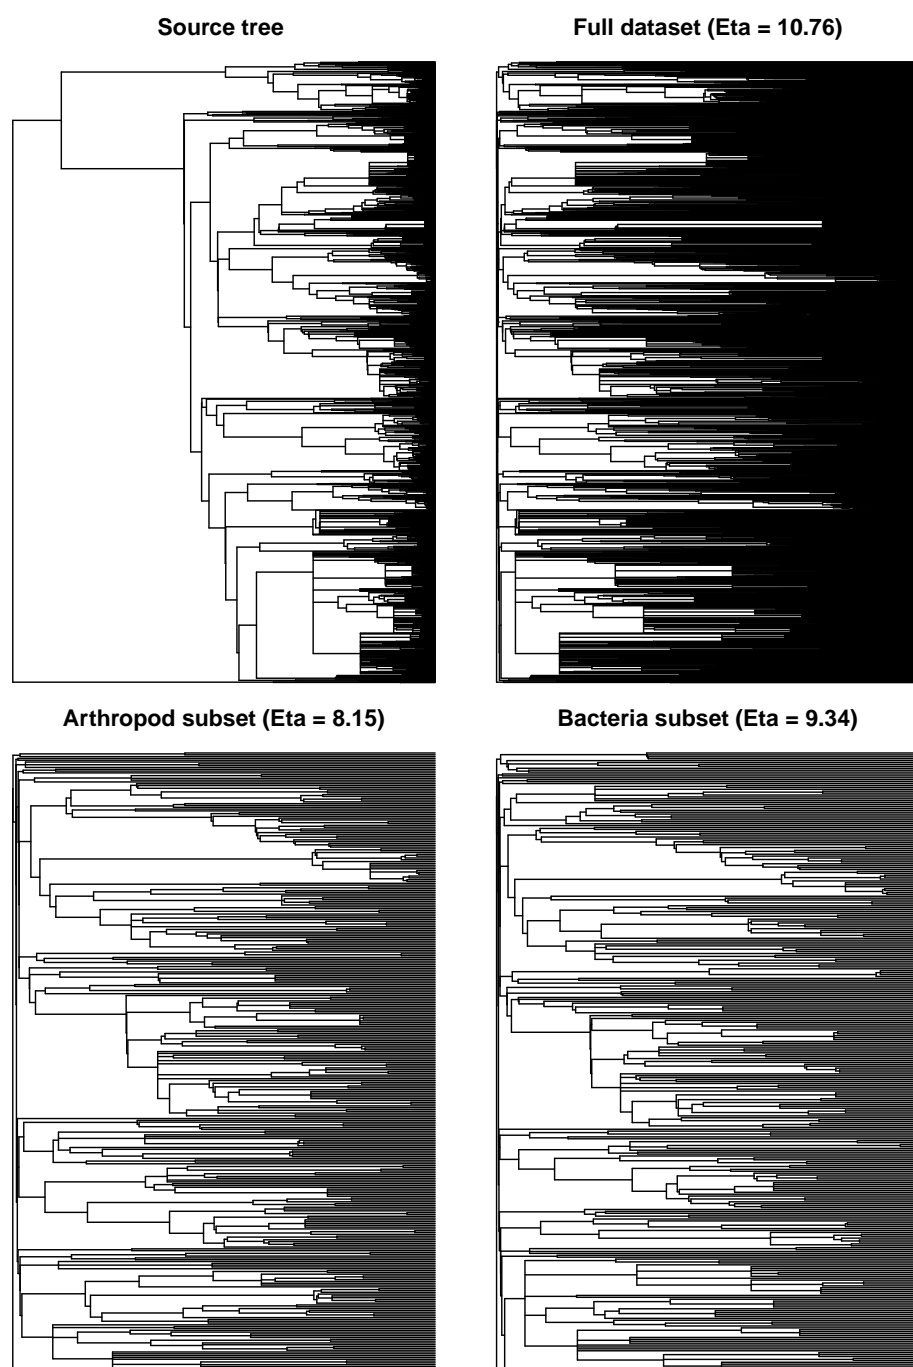 Source tree
Full dataset (Eta = 10.76)
Arthropod subset (Eta = 8.15)
Bacteria subset (Eta = 9.34)